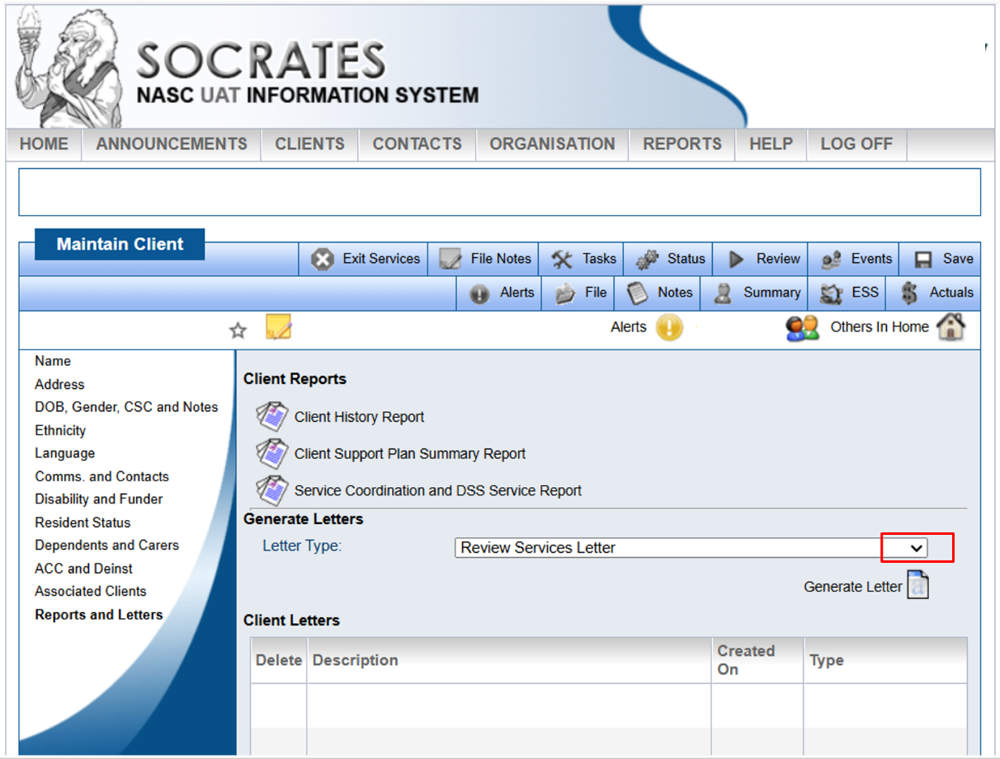 SOCRATES
NASC UAT INFORMATION SYSTEM
HOME ANNOUNCEMENTS CLIENTS CONTACTS ORGANISATION REPORTS HELP LOG OFF
Maintain Client
Exit Services File Notes Tasks Status Review Events Save
Alerts File Notes Summary ESS Actuals
Alerts Others In Home
Name
Address
DOB, Gender, CSC and Notes
Ethnicity
Language
Comms. and Contacts
Disability and Funder
Resident Status
Dependents and Carers
ACC and Deinst
Associated Clients
Reports and Letters
Client Reports
Client History Report
Client Support Plan Summary Report
Service Coordination and DSS Service Report
Generate Letters
Letter Type: Review Services Letter
Generate Letter
Client Letters
Delete Description Created On Type